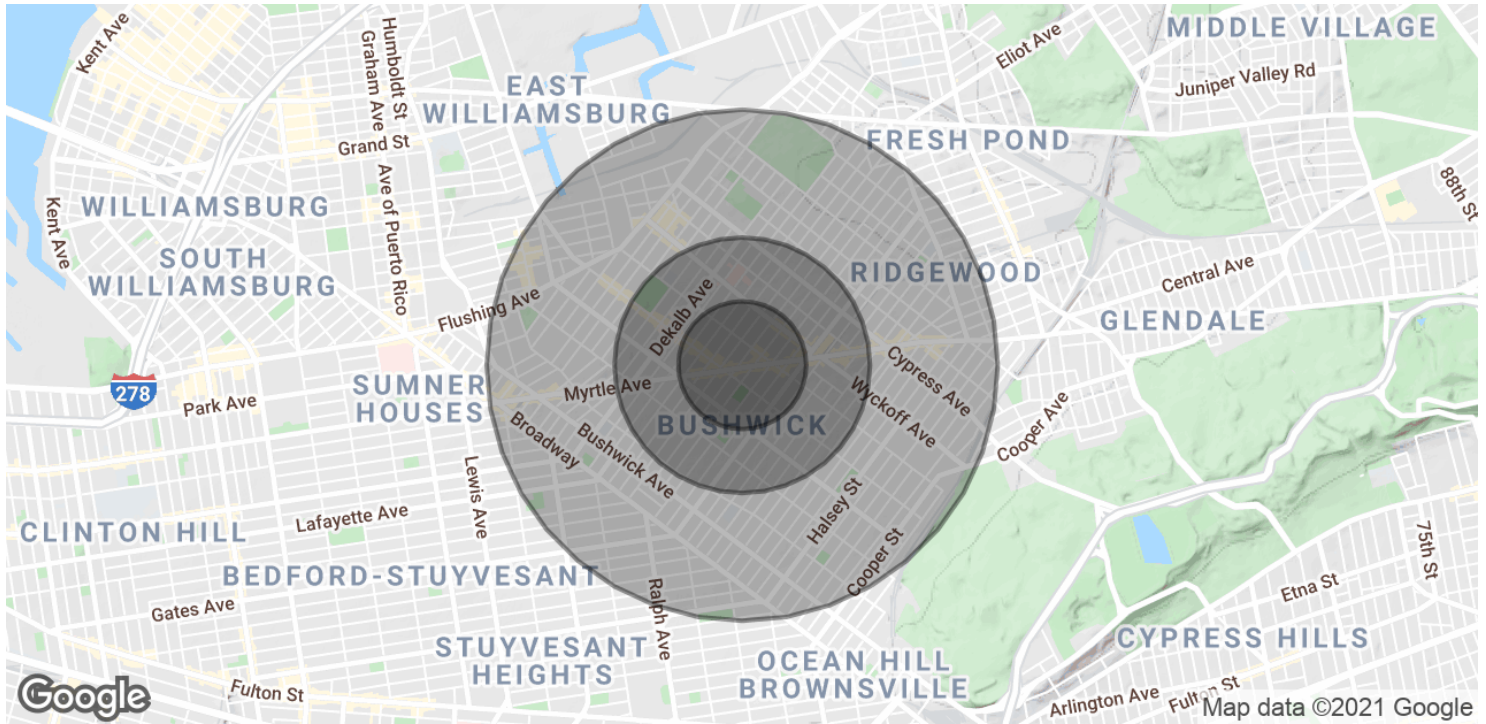 Kent Ave
Humboldt St
Graham Ave
MIDDLE VILLAGE
Eliot Ave
Juniper Valley Rd
EAST
WILLIAMSBURG
Grand St
FRESH POND
Ave of Puerto Rico
88th St
WILLIAMSBURG
Kent Ave
SOUTH
WILLIAMSBURG
RIDGEWOOD
Central Ave
Flushing Ave
Dekalb Ave
GLENDALE
278
Park Ave
SUMNER
HOUSES
Myrtle Ave
Cypress Ave
Wyckoff Ave
BUSHWICK
Broadway
Bushwick Ave
Cooper Ave
Lewis Ave
Halsey St
Lafayette Ave
CLINTON HILL
75th St
BEDFORD-STUYVESANT
Cooper St
Gates Ave
Ralph Ave
Etna St
STUYVESANT
HEIGHTS
CYPRESS HILLS
OCEAN HILL
BROWNSVILLE
Google
Fulton St
Arlington Ave
Fulton St
Map data ©2021 Google